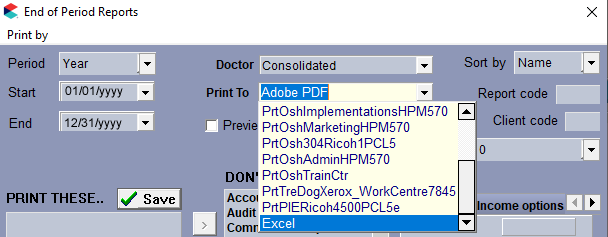 End of Period Reports
Print by
Period Year Doctor Consolidated Sort by Name
Start 01/01/yyyy Print To Adobe PDF Report code
End 12/31/yyyy Previe Client code
PrtOshImplementationsHPM570
PrtOshMarketingHPM570
PrtOsh304Ricoh1PCL5
PrtOshAdminHPM570
PrtOshTrainCtr
PrtTreDogXerox_WorkCentre7845
PrtPIERicoh4500PCL5e
Excel
0
DON'
PRINT THESE.. Save
Accou
Audit
Comm
Income options